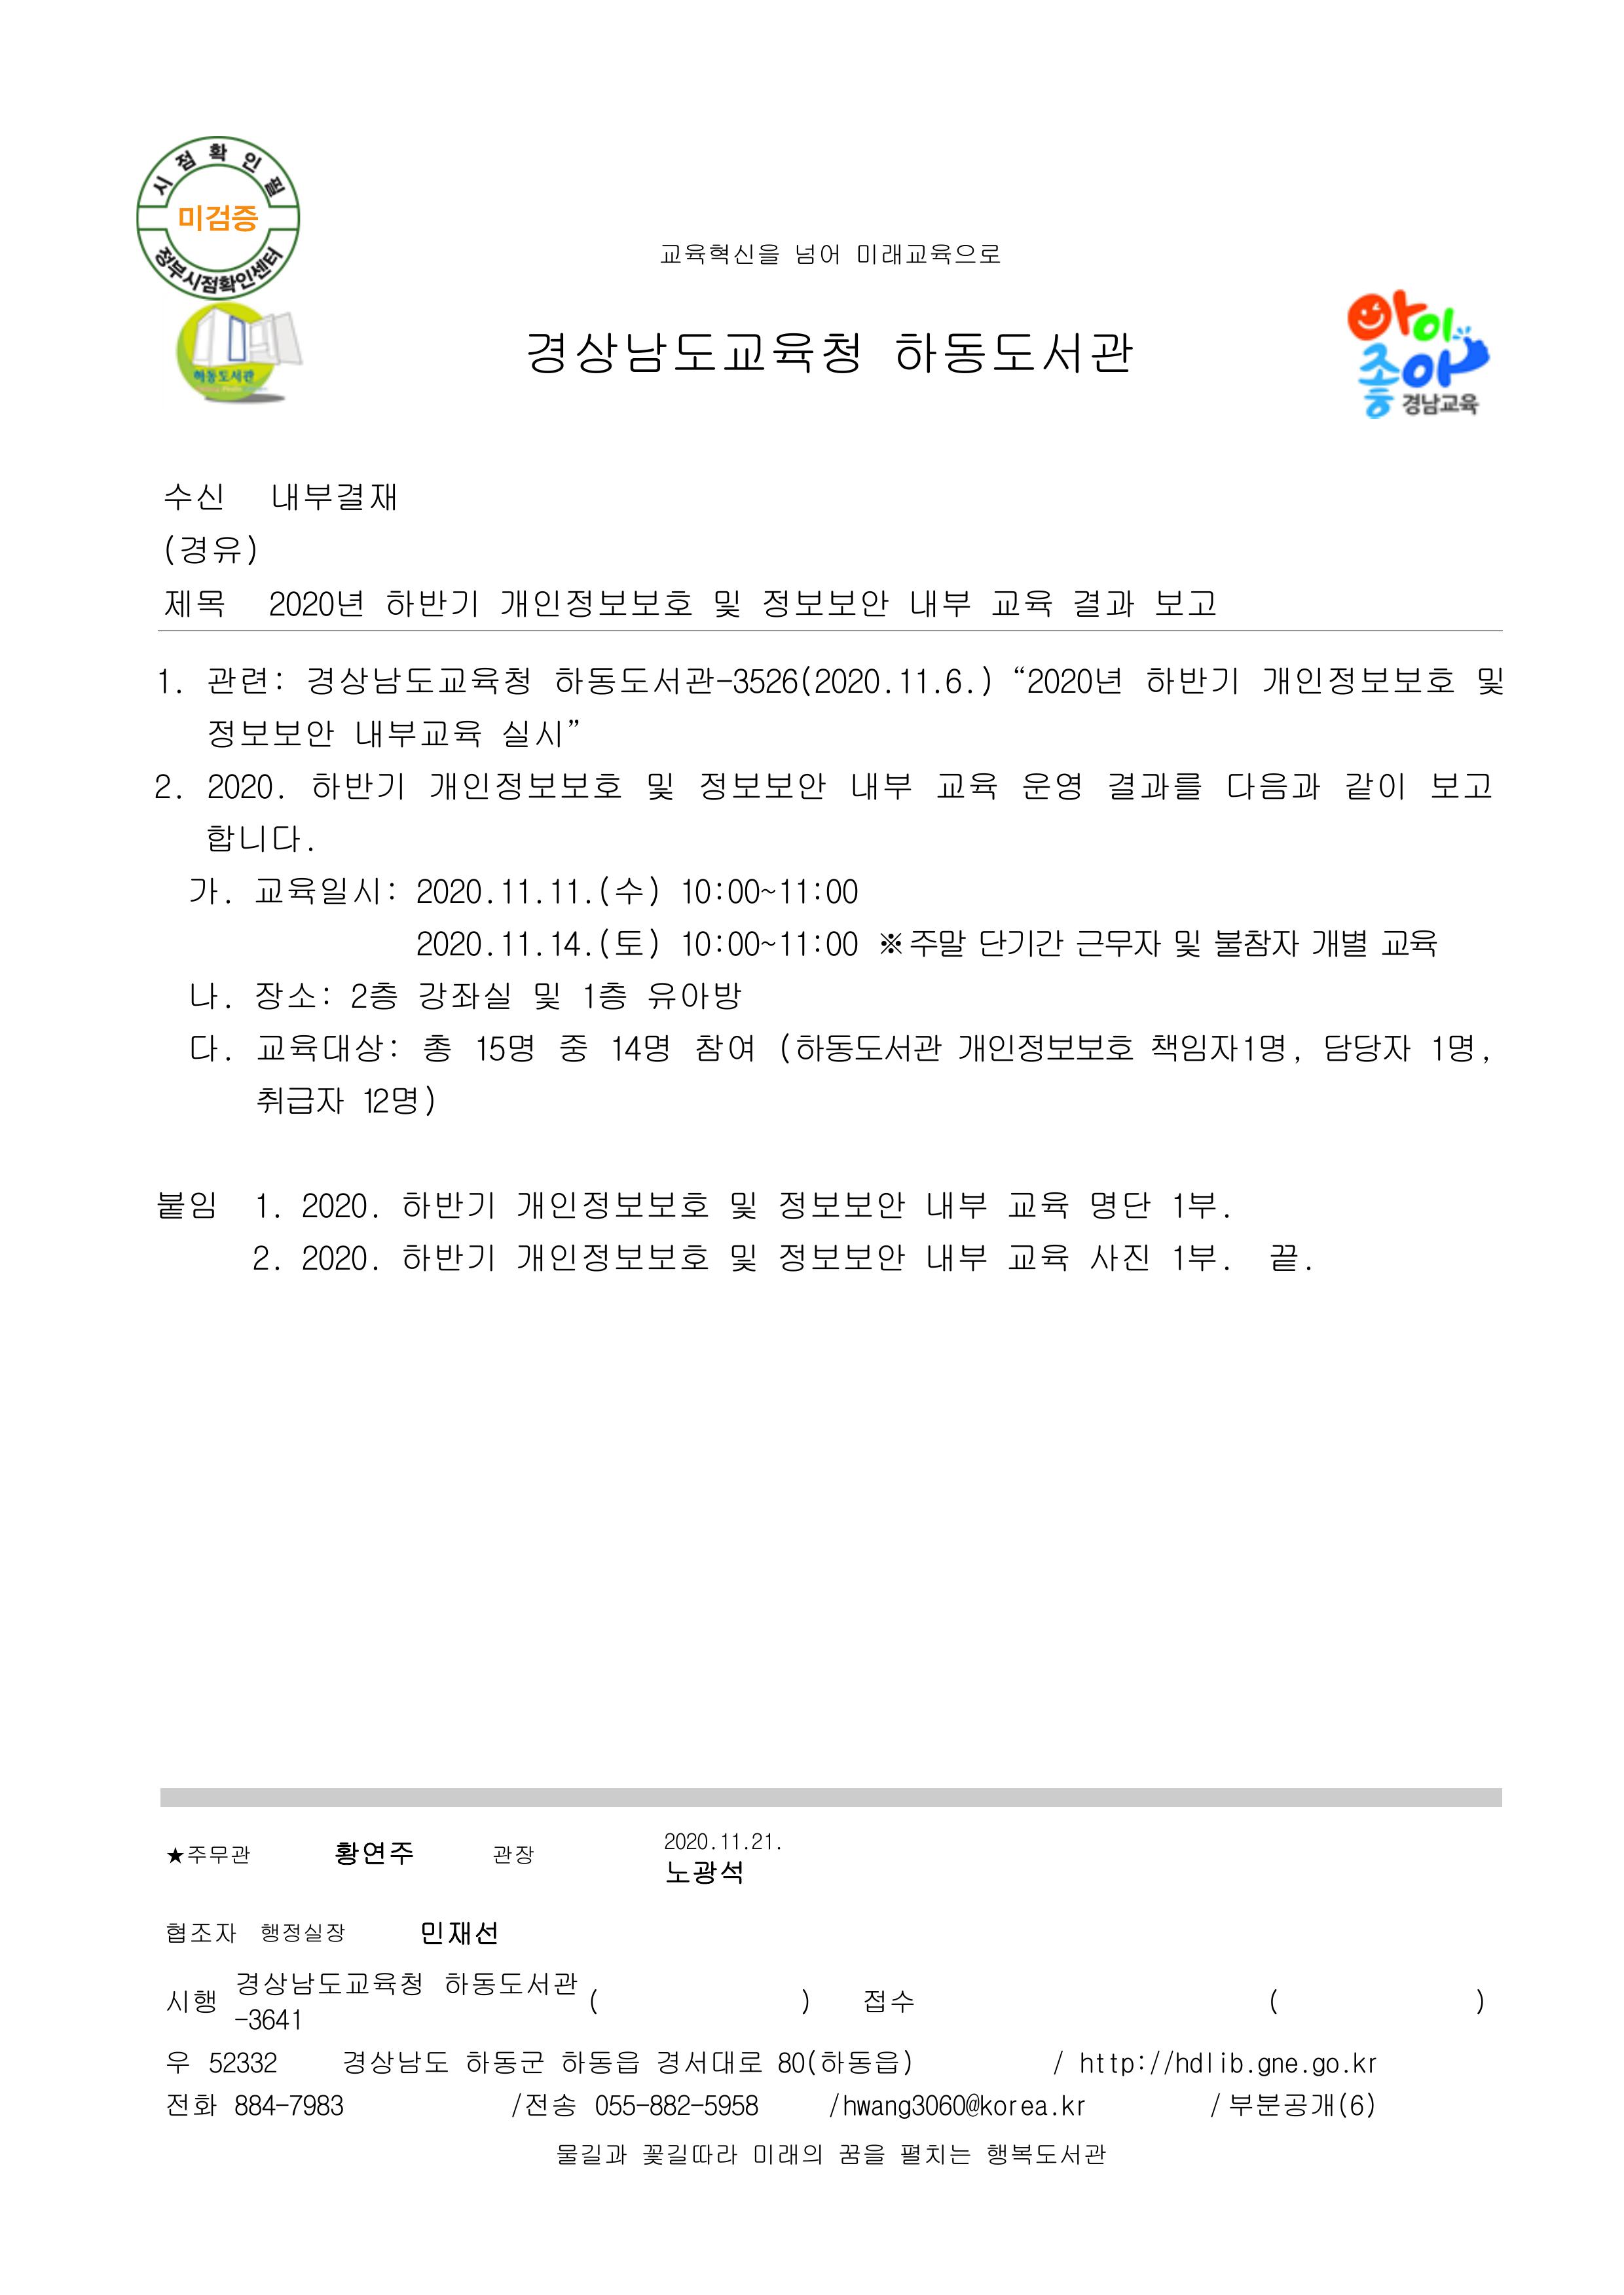 시점확인필
미검증
정부시점확인센터
교육혁신을 넘어 미래교육으로
하동도서관
경상남도교육청 하동도서관
아이
좋아
경남교육
수신 내부결재
(경유)
제목 2020년 하반기 개인정보보호 및 정보보안 내부 교육 결과 보고
1. 관련: 경상남도교육청 하동도서관-3526(2020.11.6.) “2020년 하반기 개인정보보호 및
정보보안 내부교육 실시”
2. 2020. 하반기 개인정보보호 및 정보보안 내부 교육 운영 결과를 다음과 같이 보고
합니다.
가. 교육일시: 2020.11.11.(수) 10:00~11:00
2020.11.14.(토) 10:00~11:00 ※주말 단기간 근무자 및 불참자 개별 교육
나. 장소: 2층 강좌실 및 1층 유아방
다. 교육대상: 총 15명 중 14명 참여 (하동도서관 개인정보보호 책임자1명, 담당자 1명,
취급자 12명)
붙임 1. 2020. 하반기 개인정보보호 및 정보보안 내부 교육 명단 1부.
2. 2020. 하반기 개인정보보호 및 정보보안 내부 교육 사진 1부. 끝.
★주무관 황연주 관장 2020.11.21.
노광석
협조자 행정실장 민재선
시행 경상남도교육청 하동도서관
-3641 ( ) 접수 ( )
우 52332 경상남도 하동군 하동읍 경서대로 80(하동읍) / http://hdlib.gne.go.kr
전화 884-7983 /전송 055-882-5958 /hwang3060@korea.kr /부분공개(6)
물길과 꽃길따라 미래의 꿈을 펼치는 행복도서관